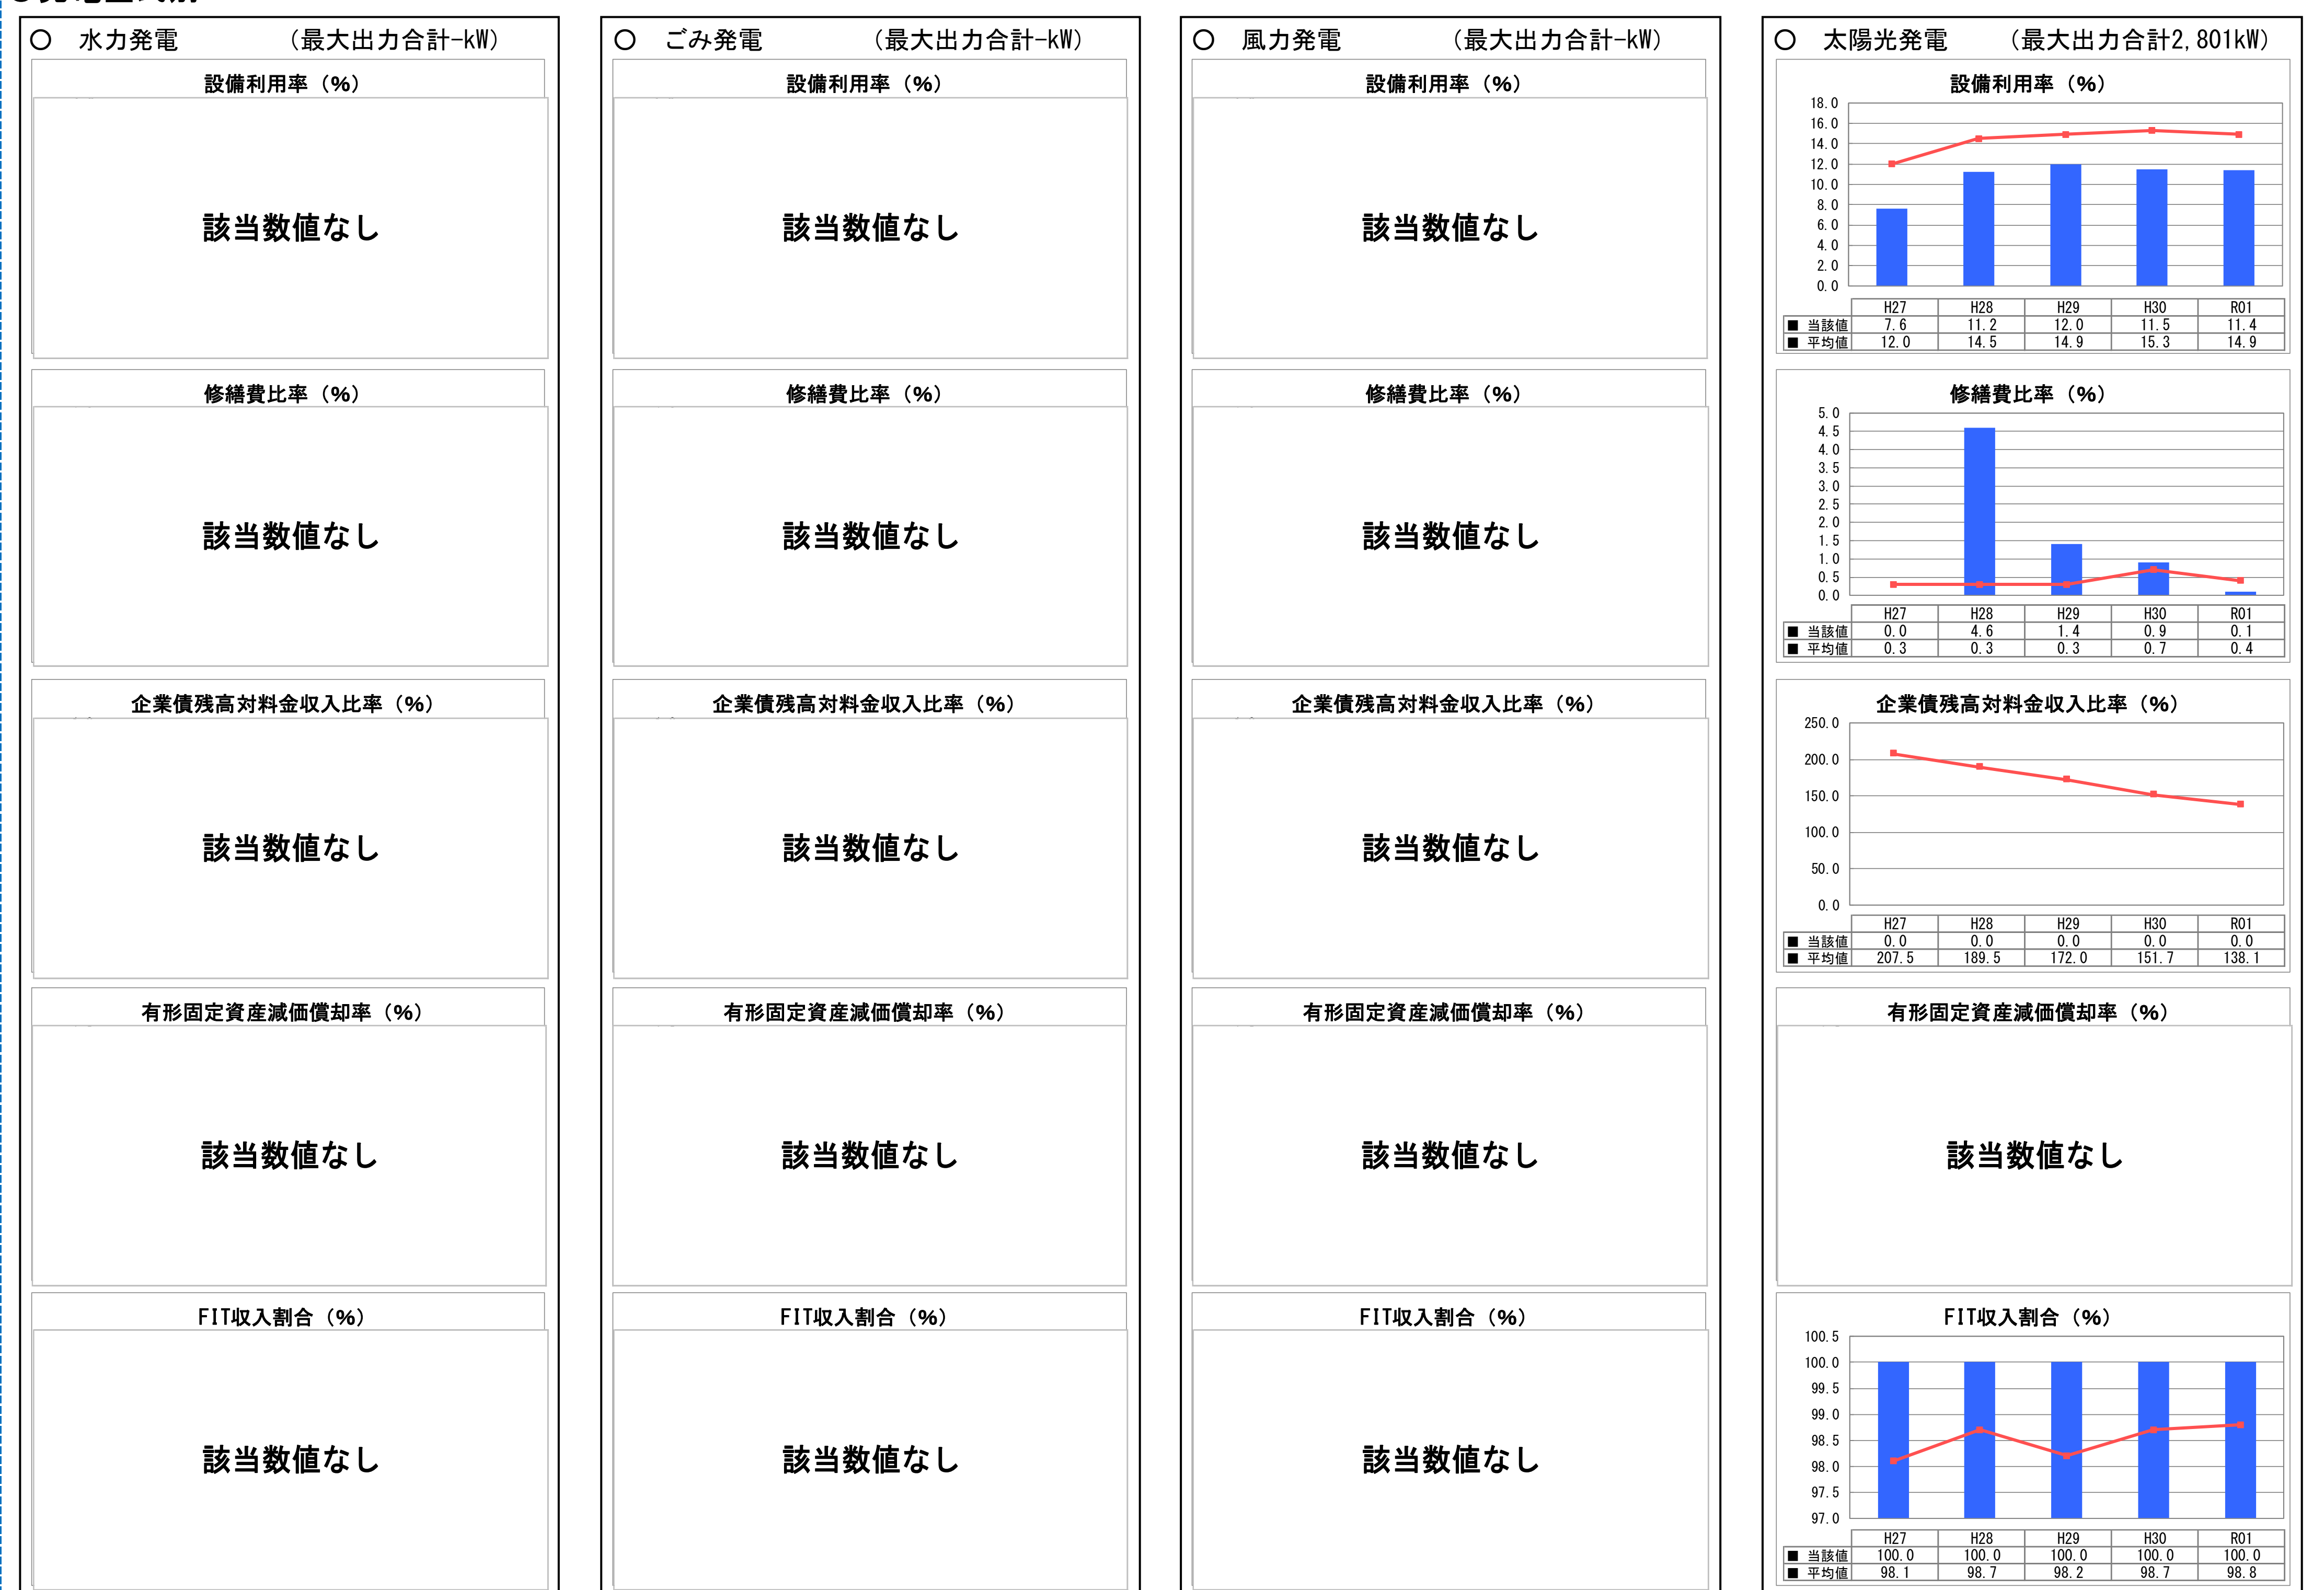 ○ 水力発電 （最大出力合計-kW）
設備利用率（%）
該当数値なし
修繕費比率（%）
該当数値なし
企業債残高対料金収入比率（%）
該当数値なし
有形固定資産減価償却率（%）
該当数値なし
FIT収入割合（%）
該当数値なし
○ ごみ発電 （最大出力合計-kW）
設備利用率（%）
該当数値なし
修繕費比率（%）
該当数値なし
企業債残高対料金収入比率（%）
該当数値なし
有形固定資産減価償却率（%）
該当数値なし
FIT収入割合（%）
該当数値なし
○ 風力発電 （最大出力合計-kW）
設備利用率（%）
該当数値なし
修繕費比率（%）
該当数値なし
企業債残高対料金収入比率（%）
該当数値なし
有形固定資産減価償却率（%）
該当数値なし
FIT収入割合（%）
該当数値なし
○ 太陽光発電 （最大出力合計2,801kW）
設備利用率（%）
18.0
16.0
14.0
12.0
10.0
8.0
6.0
4.0
2.0
0.0
H27 H28 H29 H30 R01
■ 当該値 7.6 11.2 12.0 11.5 11.4
■ 平均値 12.0 14.5 14.9 15.3 14.9
修繕費比率（%）
5.0
4.5
4.0
3.5
3.0
2.5
2.0
1.5
1.0
0.5
0.0
H27 H28 H29 H30 R01
■ 当該値 0.0 4.6 1.4 0.9 0.1
■ 平均値 0.3 0.3 0.3 0.7 0.4
企業債残高対料金収入比率（%）
250.0
200.0
150.0
100.0
50.0
0.0
H27 H28 H29 H30 R01
■ 当該値 0.0 0.0 0.0 0.0 0.0
■ 平均値 207.5 189.5 172.0 151.7 138.1
有形固定資産減価償却率（%）
該当数値なし
FIT収入割合（%）
100.5
100.0
99.5
99.0
98.5
98.0
97.5
97.0
H27 H28 H29 H30 R01
■ 当該値 100.0 100.0 100.0 100.0 100.0
■ 平均値 98.1 98.7 98.2 98.7 98.8